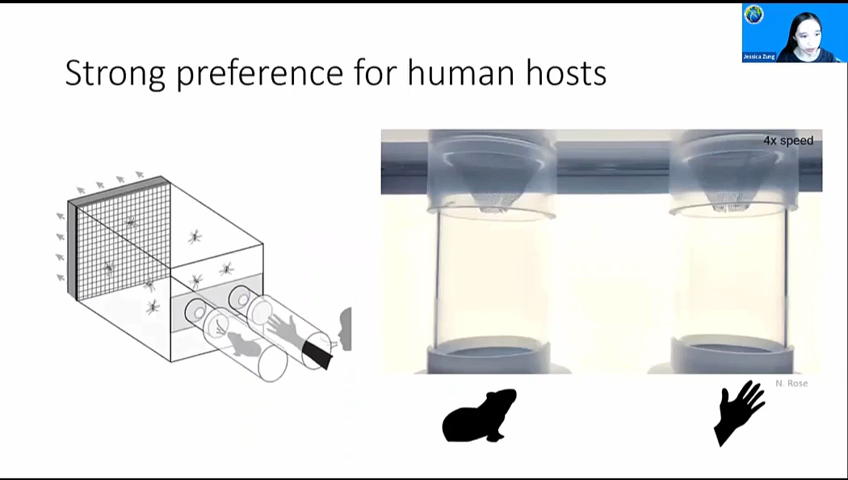 Strong preference for human hosts
Jessica Zung
4x speed
N. Rose